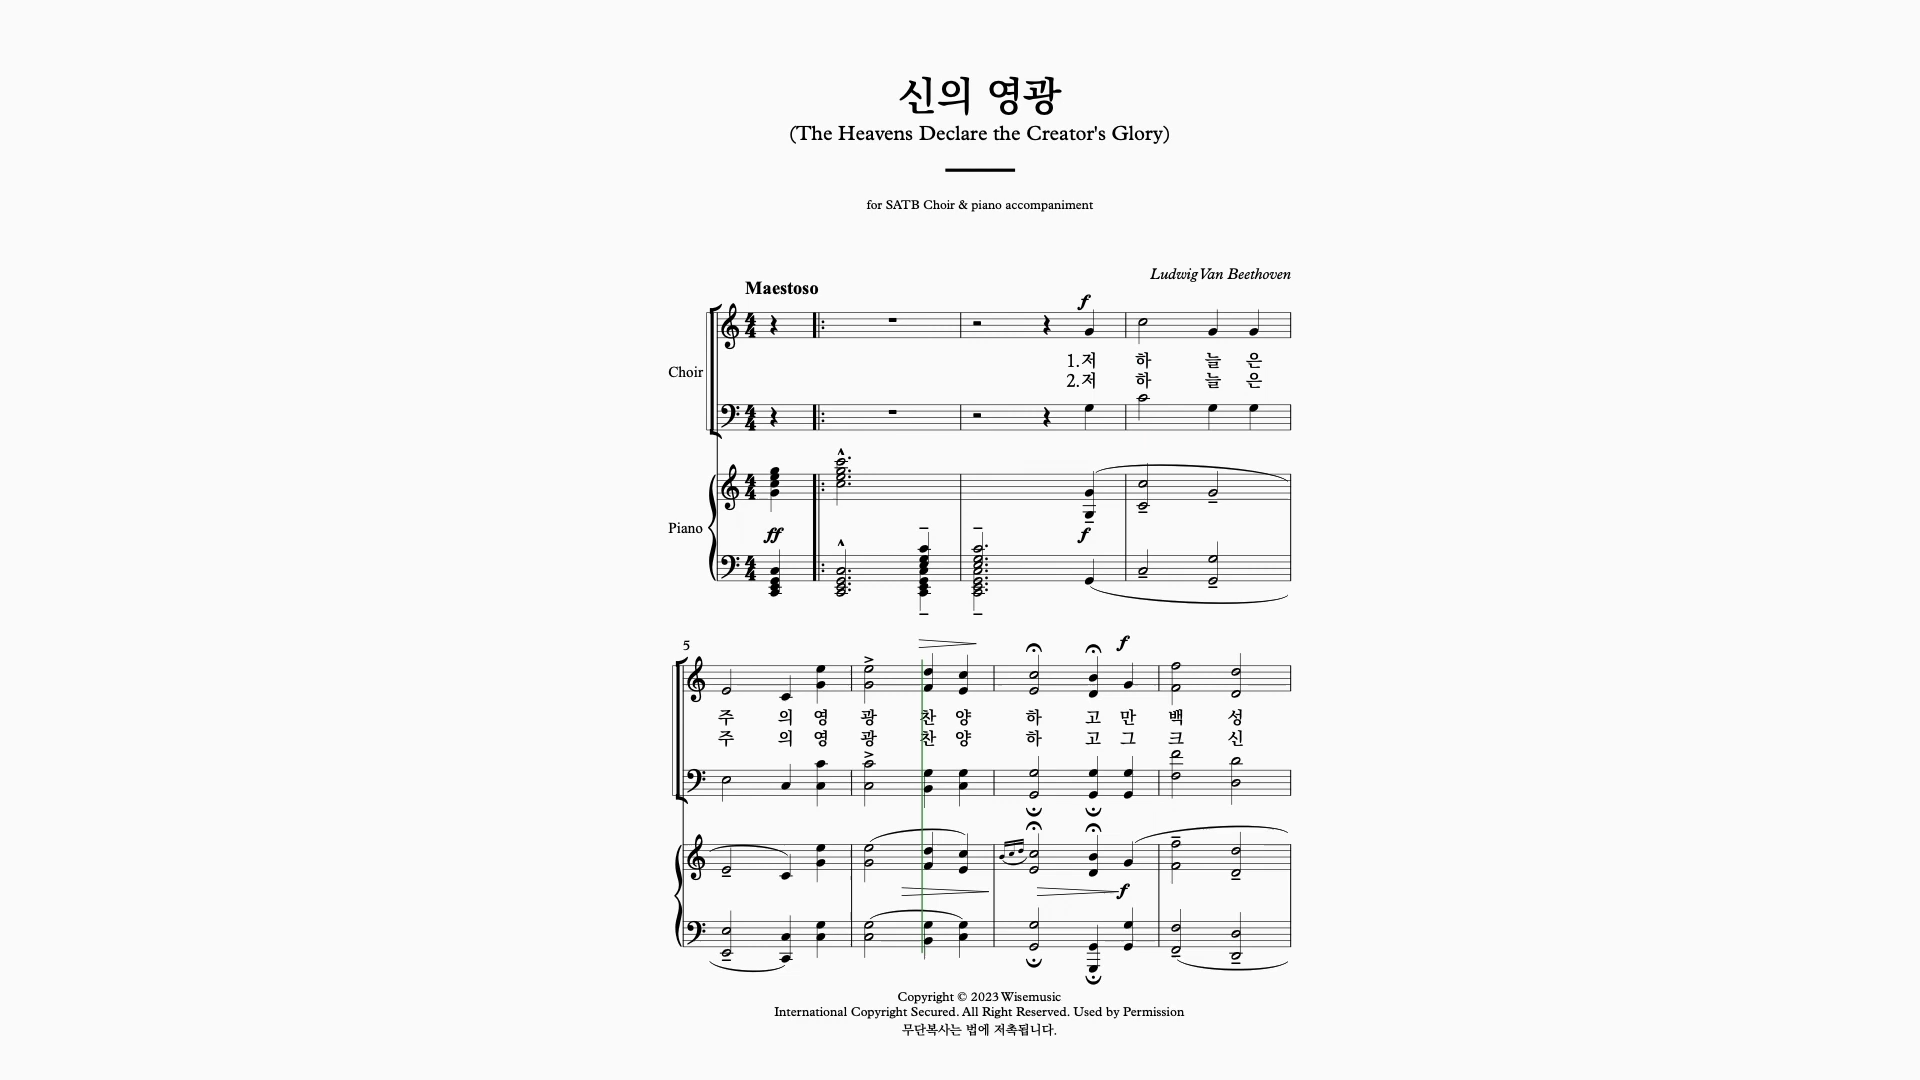 신의 영광
(The Heavens Declare the Creator's Glory)
for SATB Choir & piano accompaniment
Ludwig Van Beethoven
Maestoso
f
1.저 하 늘 은
Choir
2.저 하 늘 은
Piano
ff f
5
f
주 의 영 광 찬 양 하 고 만 백 성
주 의 영 광 찬 양 하 고 그 크 신
f
Copyright © 2023 Wisemusic
International Copyright Secured. All Right Reserved. Used by Permission
무단복사는 법에 저촉됩니다.